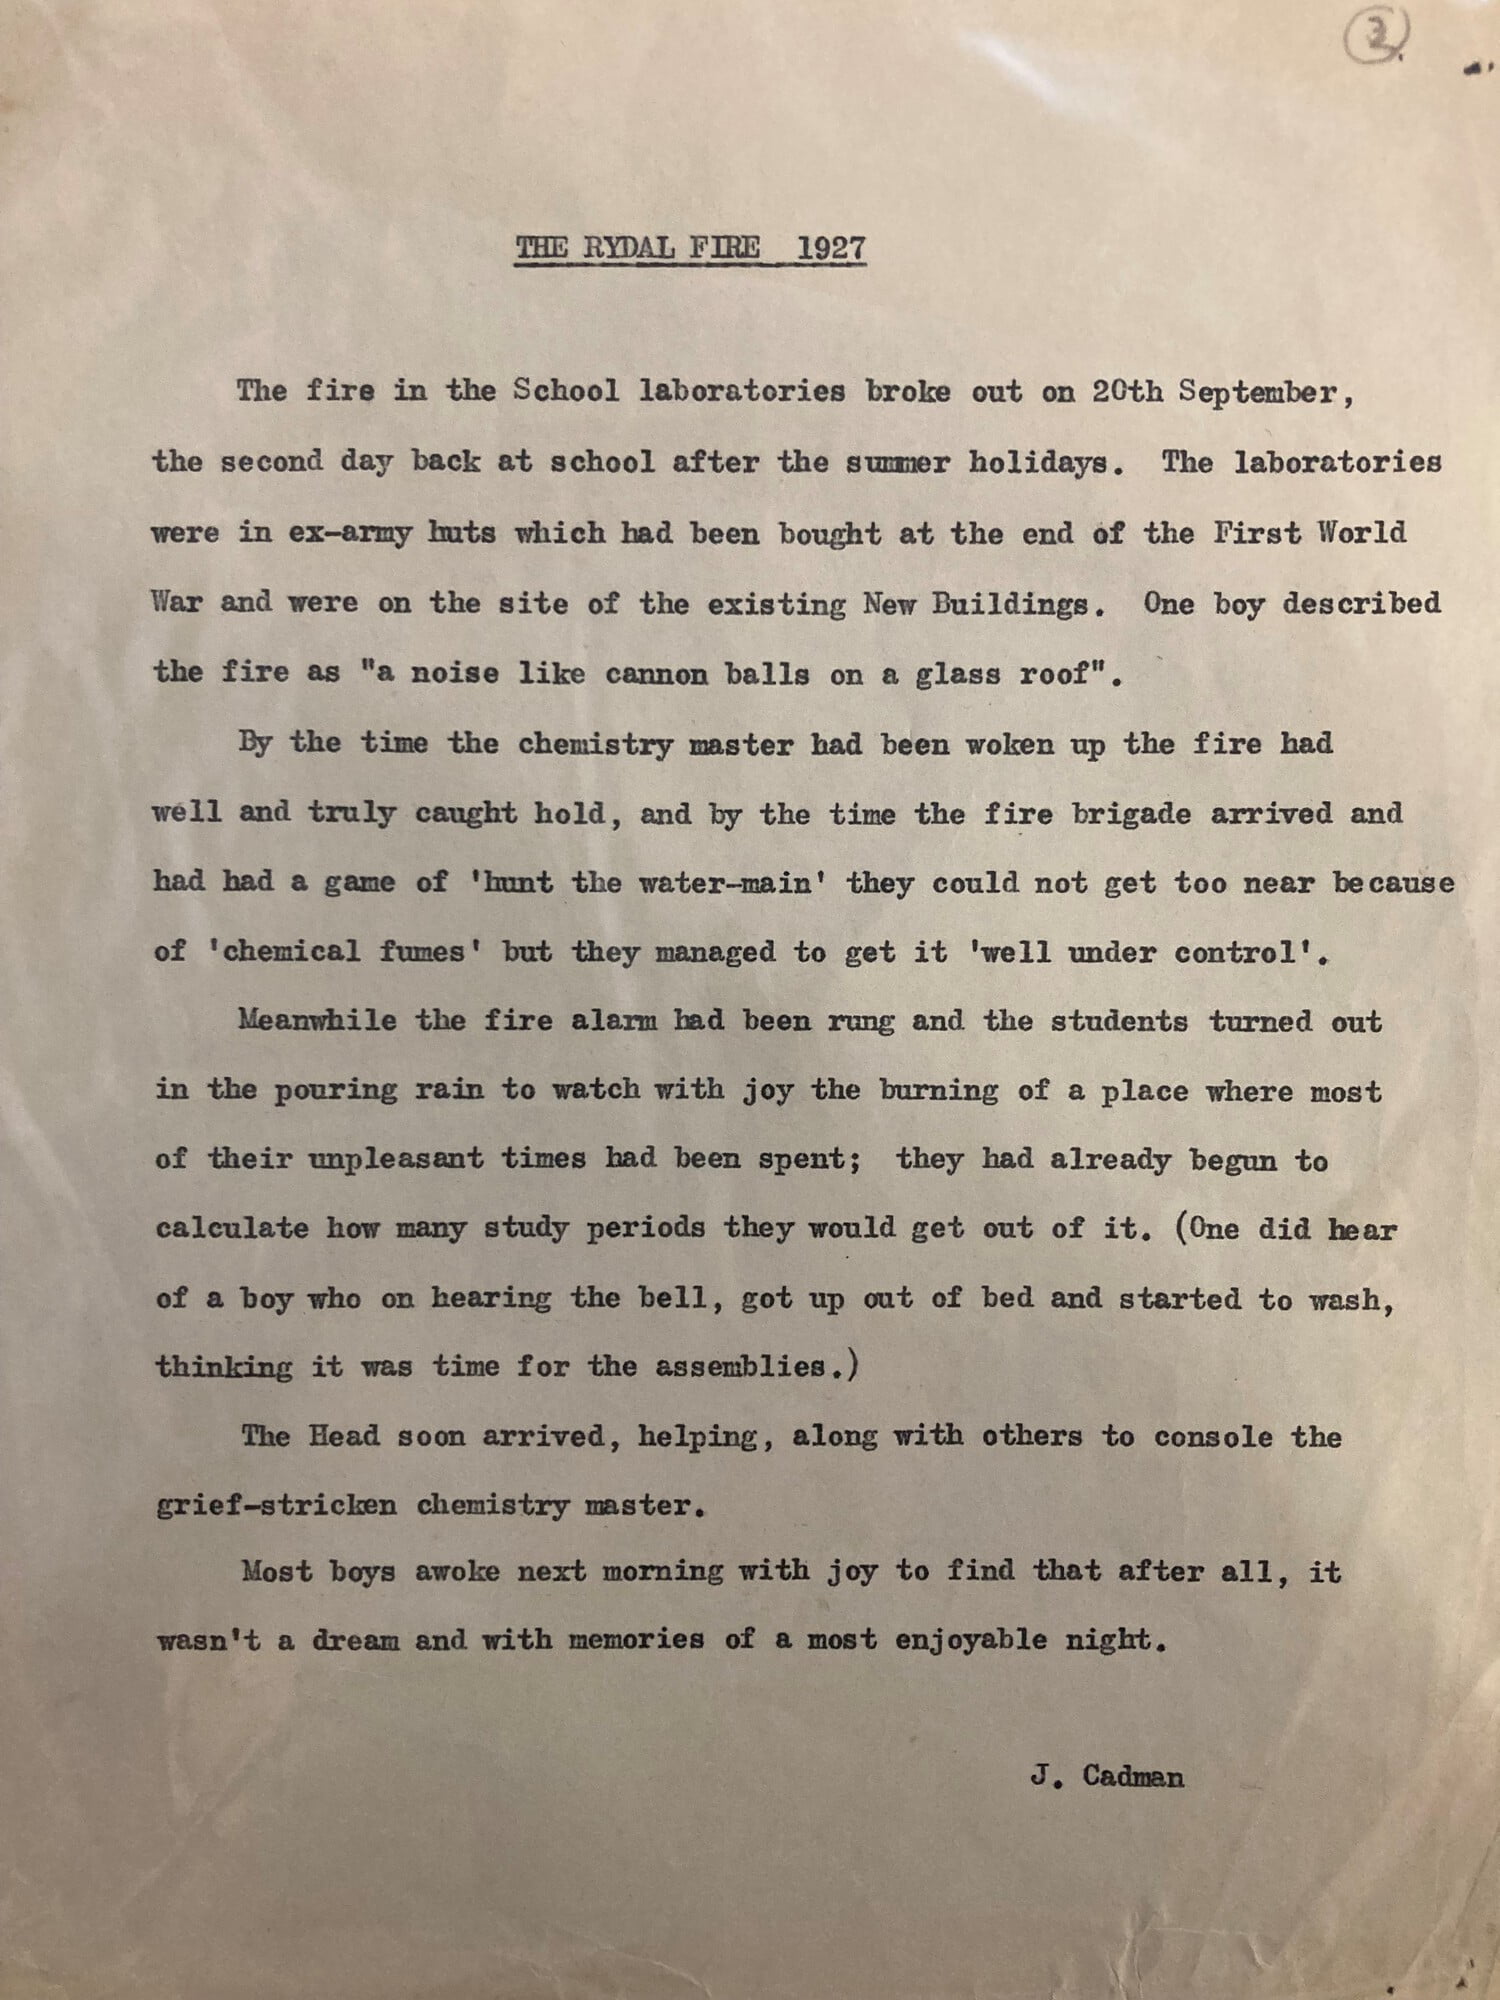 THE RYDAL FIRE 1927
The fire in the School laboratories broke out on 20th September,
the second day back at school after the summer holidays. The laboratories
were in ex-army huts which had been bought at the end of the First World
War and were on the site of the existing New Buildings. One boy described
the fire as "a noise like cannon balls on a glass roof".
By the time the chemistry master had been woken up the fire had
well and truly caught hold, and by the time the fire brigade arrived and
had had a game of 'hunt the water-main' they could not get too near because
of 'chemical fumes' but they managed to get it 'well under control'.
Meanwhile the fire alarm had been rung and the students turned out
in the pouring rain to watch with joy the burning of a place where most
of their unpleasant times had been spent; they had already begun to
calculate how many study periods they would get out of it. (One did hear
of a boy who on hearing the bell, got up out of bed and started to wash,
thinking it was time for the assemblies.)
The Head soon arrived, helping, along with others to console the
grief-stricken chemistry master.
Most boys awoke next morning with joy to find that after all, it
wasn't a dream and with memories of a most enjoyable night.
J. Cadman